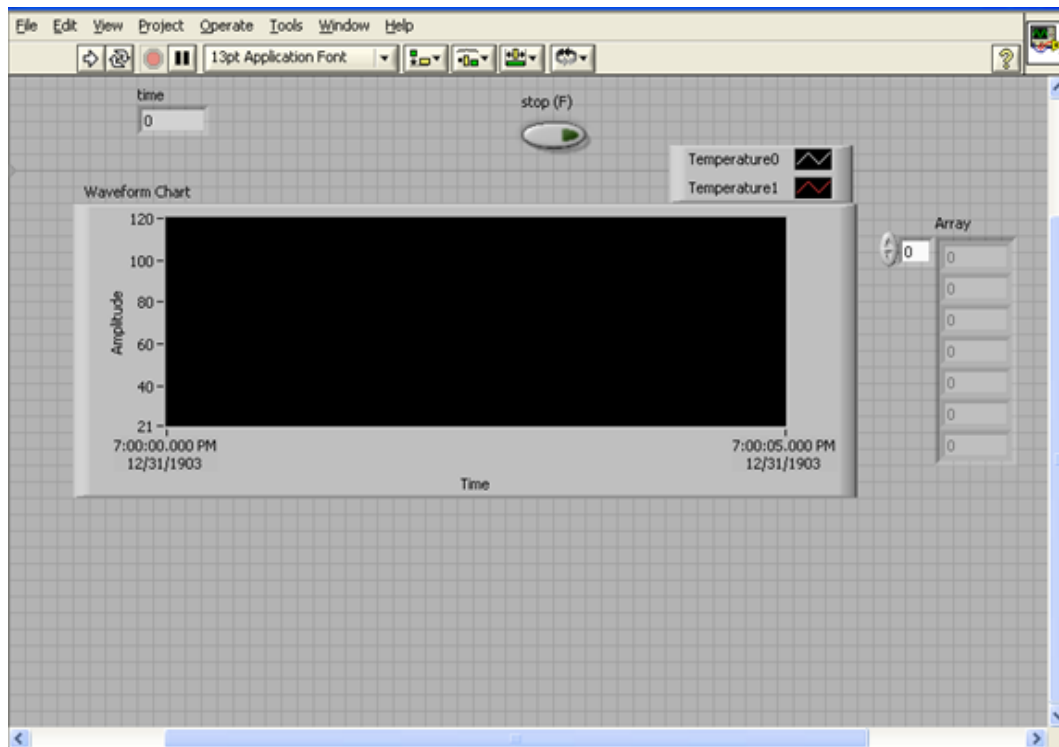 File Edit View Project Operate Tools Window Help
13pt Application Font
time
0
stop (F)
Temperature0
Temperature1
Waveform Chart
Array
0
120
100
80
60
40
21
Amplitude
7:00:00.000 PM
12/31/1903
7:00:05.000 PM
12/31/1903
Time
0
0
0
0
0
0
0
?